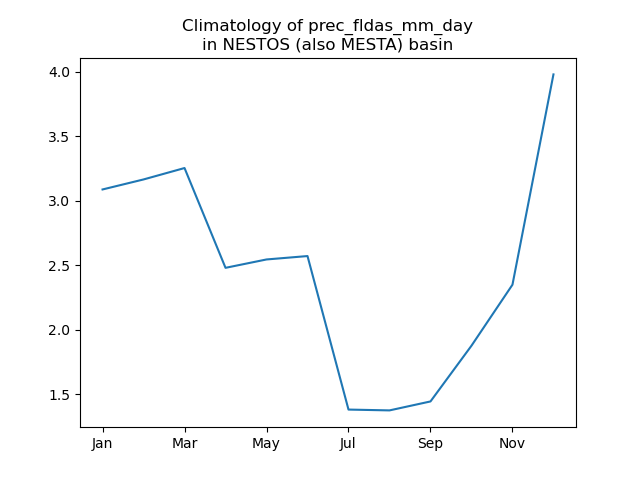 Climatology of prec_fldas_mm_day
in NESTOS (also MESTA) basin
4.0
3.5
3.0
2.5
2.0
1.5
Jan Mar May Jul Sep Nov